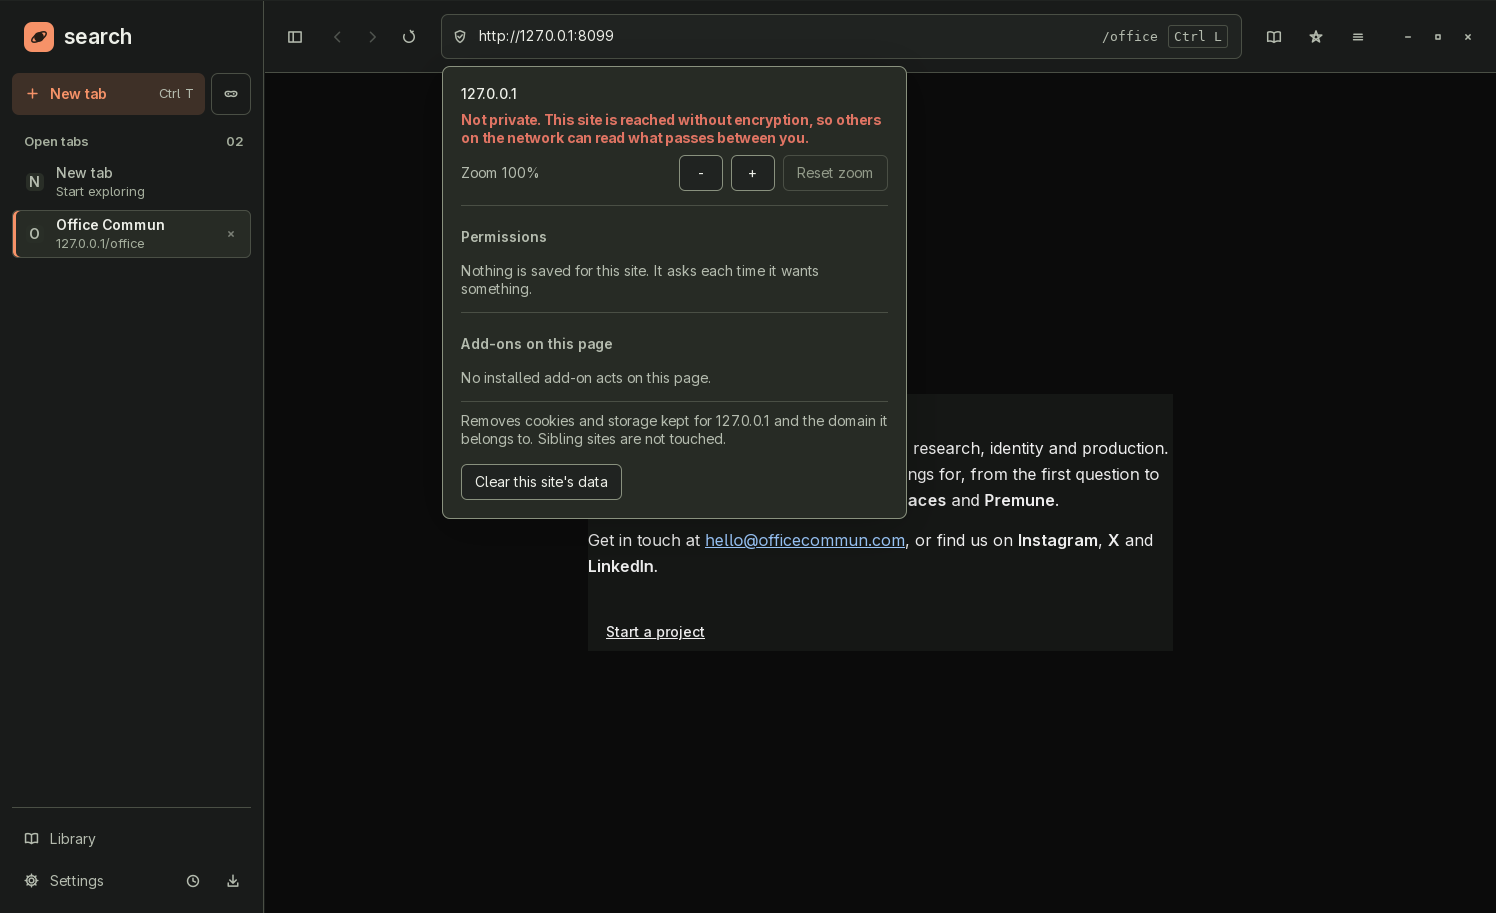 search
http://127.0.0.1:8099
/office
Ctrl L
New tab
Ctrl T
Open tabs
02
N
New tab
Start exploring
O
Office Commun
127.0.0.1/office
×
127.0.0.1
Not private. This site is reached without encryption, so others
on the network can read what passes between you.
Zoom 100%
-
+
Reset zoom
Permissions
Nothing is saved for this site. It asks each time it wants
something.
Add-ons on this page
No installed add-on acts on this page.
Removes cookies and storage kept for 127.0.0.1 and the domain it
belongs to. Sibling sites are not touched.
Clear this site's data
research, identity and production.
ngs for, from the first question to
aces and Premune.
Get in touch at hello@officecommun.com, or find us on Instagram, X and
LinkedIn.
Start a project
Library
Settings